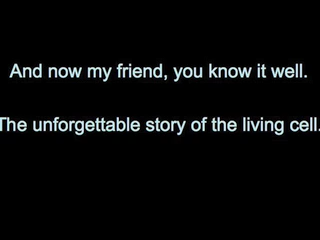 And now my friend, you know it well.
The unforgettable story of the living cell.